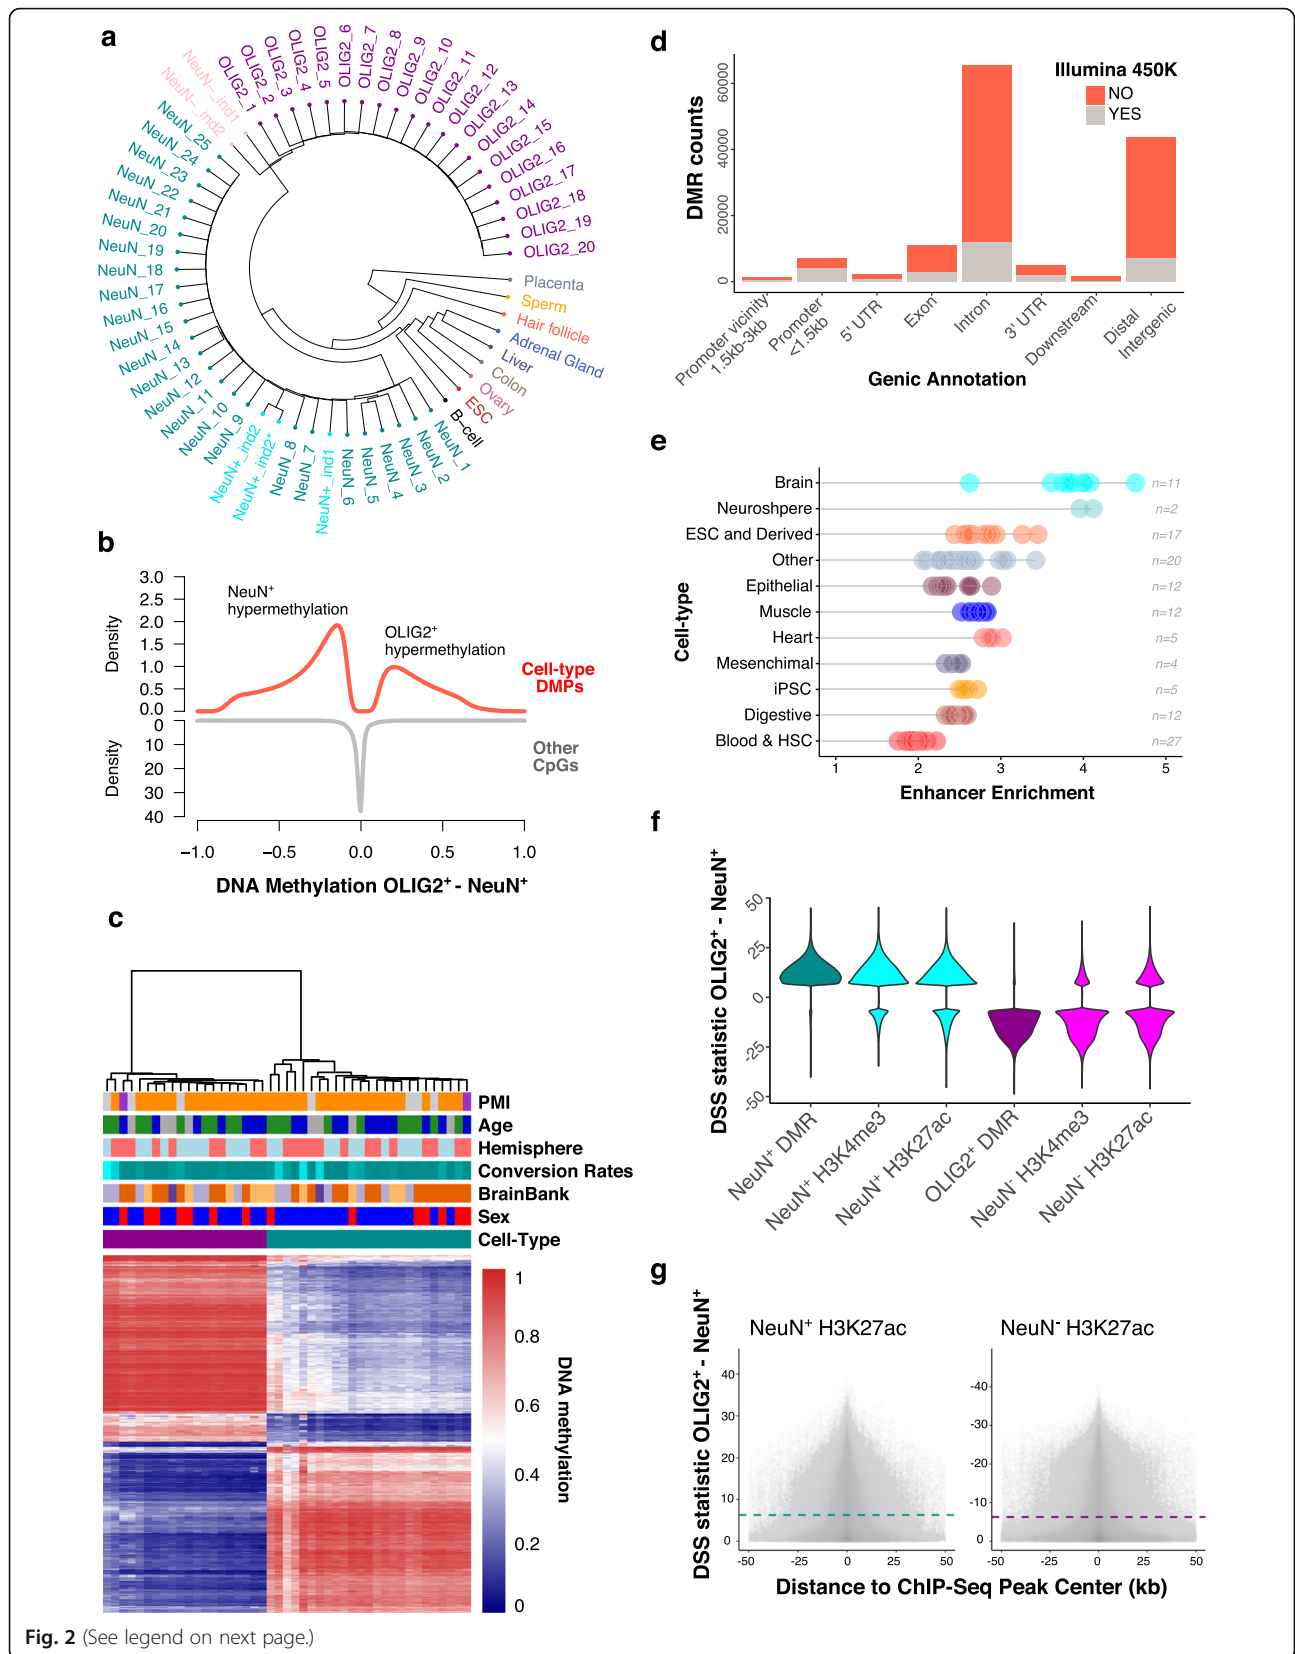 a
OLIG2_1
OLIG2_2
OLIG2_3
OLIG2_4
OLIG2_5
OLIG2_6
OLIG2_7
OLIG2_8
OLIG2_9
OLIG2_10
OLIG2_11
OLIG2_12
OLIG2_13
OLIG2_14
OLIG2_15
OLIG2_16
OLIG2_17
OLIG2_18
OLIG2_19
OLIG2_20
Placenta
Sperm
Hair follicle
Adrenal Gland
Liver
Colon
Ovary
ESC
B-cell
NeuN_1
NeuN_2
NeuN_3
NeuN_4
NeuN_5
NeuN_6
NeuN+_ind1
NeuN_7
NeuN_8
NeuN+_ind2*
NeuN+_ind2
NeuN_9
NeuN_10
NeuN_11
NeuN_12
NeuN_13
NeuN_14
NeuN_15
NeuN_16
NeuN_17
NeuN_18
NeuN_19
NeuN_20
NeuN_21
NeuN_22
NeuN_23
NeuN_24
NeuN_25
NeuN-_ind2
NeuN-_ind1
b
Density
3.0
2.5
2.0
1.5
1.0
0.5
0.0
NeuN⁺
hypermethylation
OLIG2⁺
hypermethylation
Cell-type
DMPs
Density
0
10
20
30
40
Other
CpGs
−1.0 −0.5 0.0 0.5 1.0
DNA Methylation OLIG2⁺ - NeuN⁺
c
PMI
Age
Hemisphere
Conversion Rates
BrainBank
Sex
Cell-Type
1
0.8
0.6
0.4
0.2
0
DNA methylation
d
DMR counts
60000
40000
20000
0
Illumina 450K
NO
YES
Promoter vicinity
1.5kb-3kb
Promoter
<1.5kb
5' UTR
Exon
Intron
3' UTR
Downstream
Distal
Intergenic
Genic Annotation
e
Cell-type
Brain n=11
Neuroshpere n=2
ESC and Derived n=17
Other n=20
Epithelial n=12
Muscle n=12
Heart n=5
Mesenchimal n=4
iPSC n=5
Digestive n=12
Blood & HSC n=27
1 2 3 4 5
Enhancer Enrichment
f
DSS statistic OLIG2⁺ - NeuN⁺
50
25
0
-25
-50
NeuN⁺ DMR
NeuN⁺ H3K4me3
NeuN⁺ H3K27ac
OLIG2⁺ DMR
NeuN⁻ H3K4me3
NeuN⁻ H3K27ac
g
DSS statistic OLIG2⁺ - NeuN⁺
NeuN⁺ H3K27ac
40
30
20
10
0
-50 -25 0 25 50
NeuN⁻ H3K27ac
-40
-30
-20
-10
0
-50 -25 0 25 50
Distance to ChIP-Seq Peak Center (kb)
Fig. 2 (See legend on next page.)